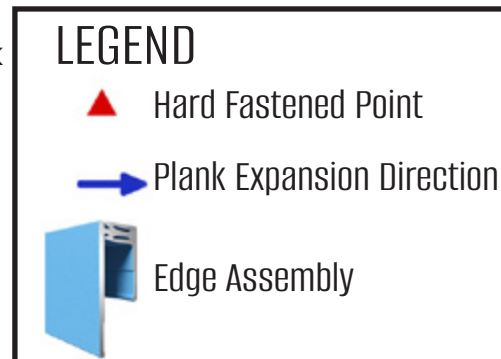 LEGEND
Hard Fastened Point
Plank Expansion Direction
Edge Assembly